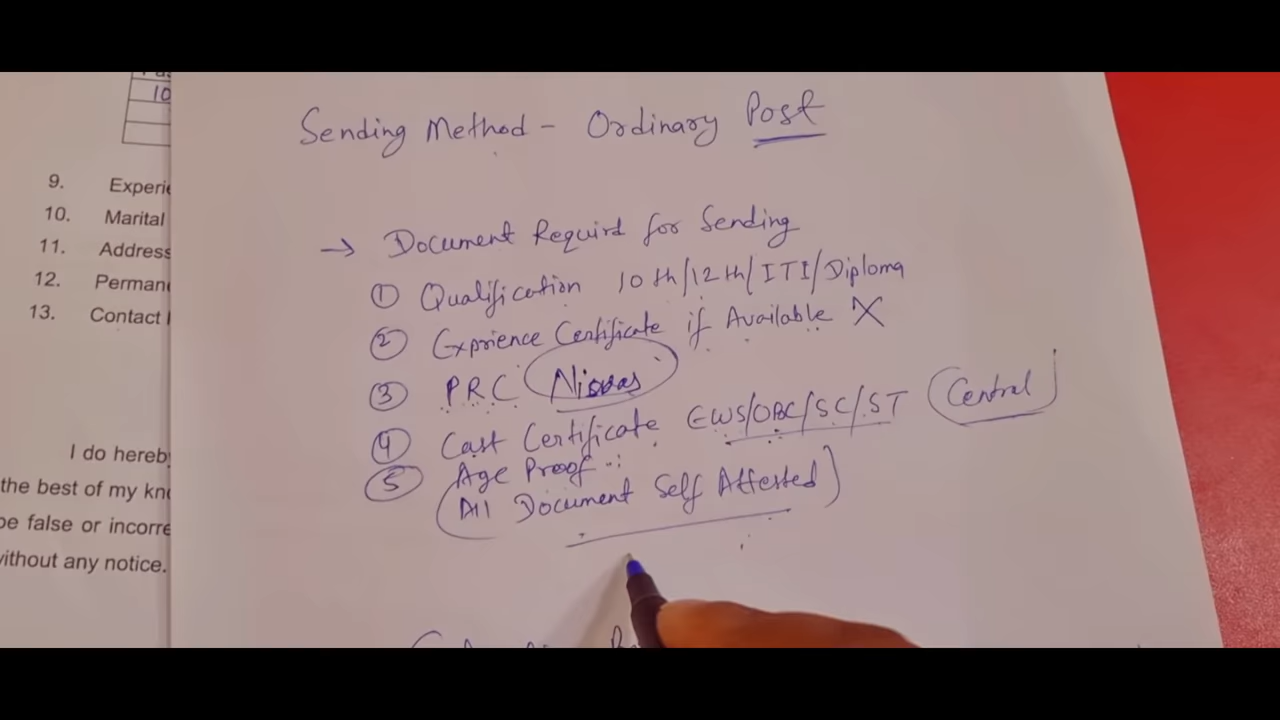 10
9. Experie
10. Marital
11. Address
12. Perman
13. Contact
I do hereb
the best of my kno
be false or incorre
without any notice.
Sending Method - Ordinary Post
→ Document Requird for Sending
① Qualification 10th/12th/ITI/Diploma
② Exprience Certificate if Available X
③ PRC Niwas
④ Cast Certificate EWS/OBC/SC/ST (Central)
⑤ Age Proof :
(All Document Self Attested)